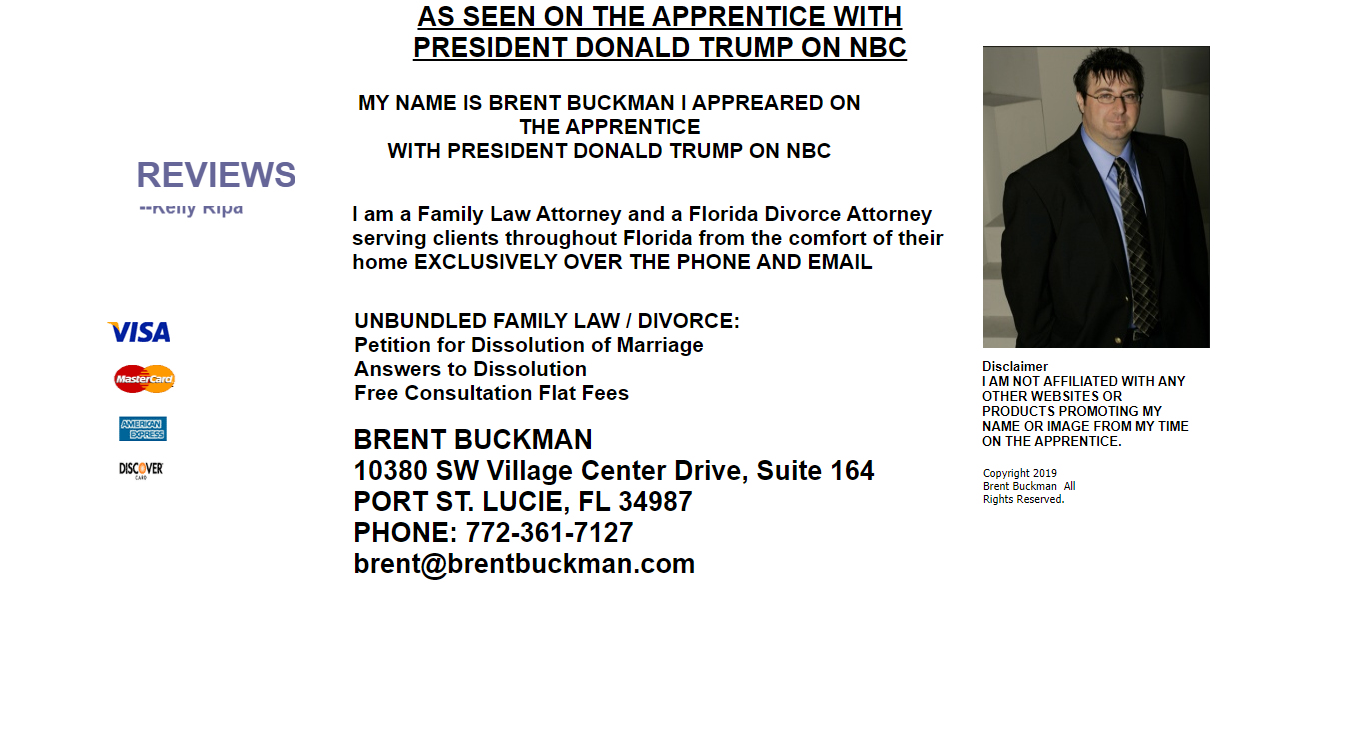 AS SEEN ON THE APPRENTICE WITH
PRESIDENT DONALD TRUMP ON NBC
MY NAME IS BRENT BUCKMAN I APPREARED ON
THE APPRENTICE
WITH PRESIDENT DONALD TRUMP ON NBC
REVIEWS
--Kelly Ripa
I am a Family Law Attorney and a Florida Divorce Attorney
serving clients throughout Florida from the comfort of their
home EXCLUSIVELY OVER THE PHONE AND EMAIL
VISA
MasterCard
AMERICAN
EXPRESS
DISCOVER
CARD
UNBUNDLED FAMILY LAW / DIVORCE:
Petition for Dissolution of Marriage
Answers to Dissolution
Free Consultation Flat Fees
BRENT BUCKMAN
10380 SW Village Center Drive, Suite 164
PORT ST. LUCIE, FL 34987
PHONE: 772-361-7127
brent@brentbuckman.com
Disclaimer
I AM NOT AFFILIATED WITH ANY
OTHER WEBSITES OR
PRODUCTS PROMOTING MY
NAME OR IMAGE FROM MY TIME
ON THE APPRENTICE.
Copyright 2019
Brent Buckman  All
Rights Reserved.